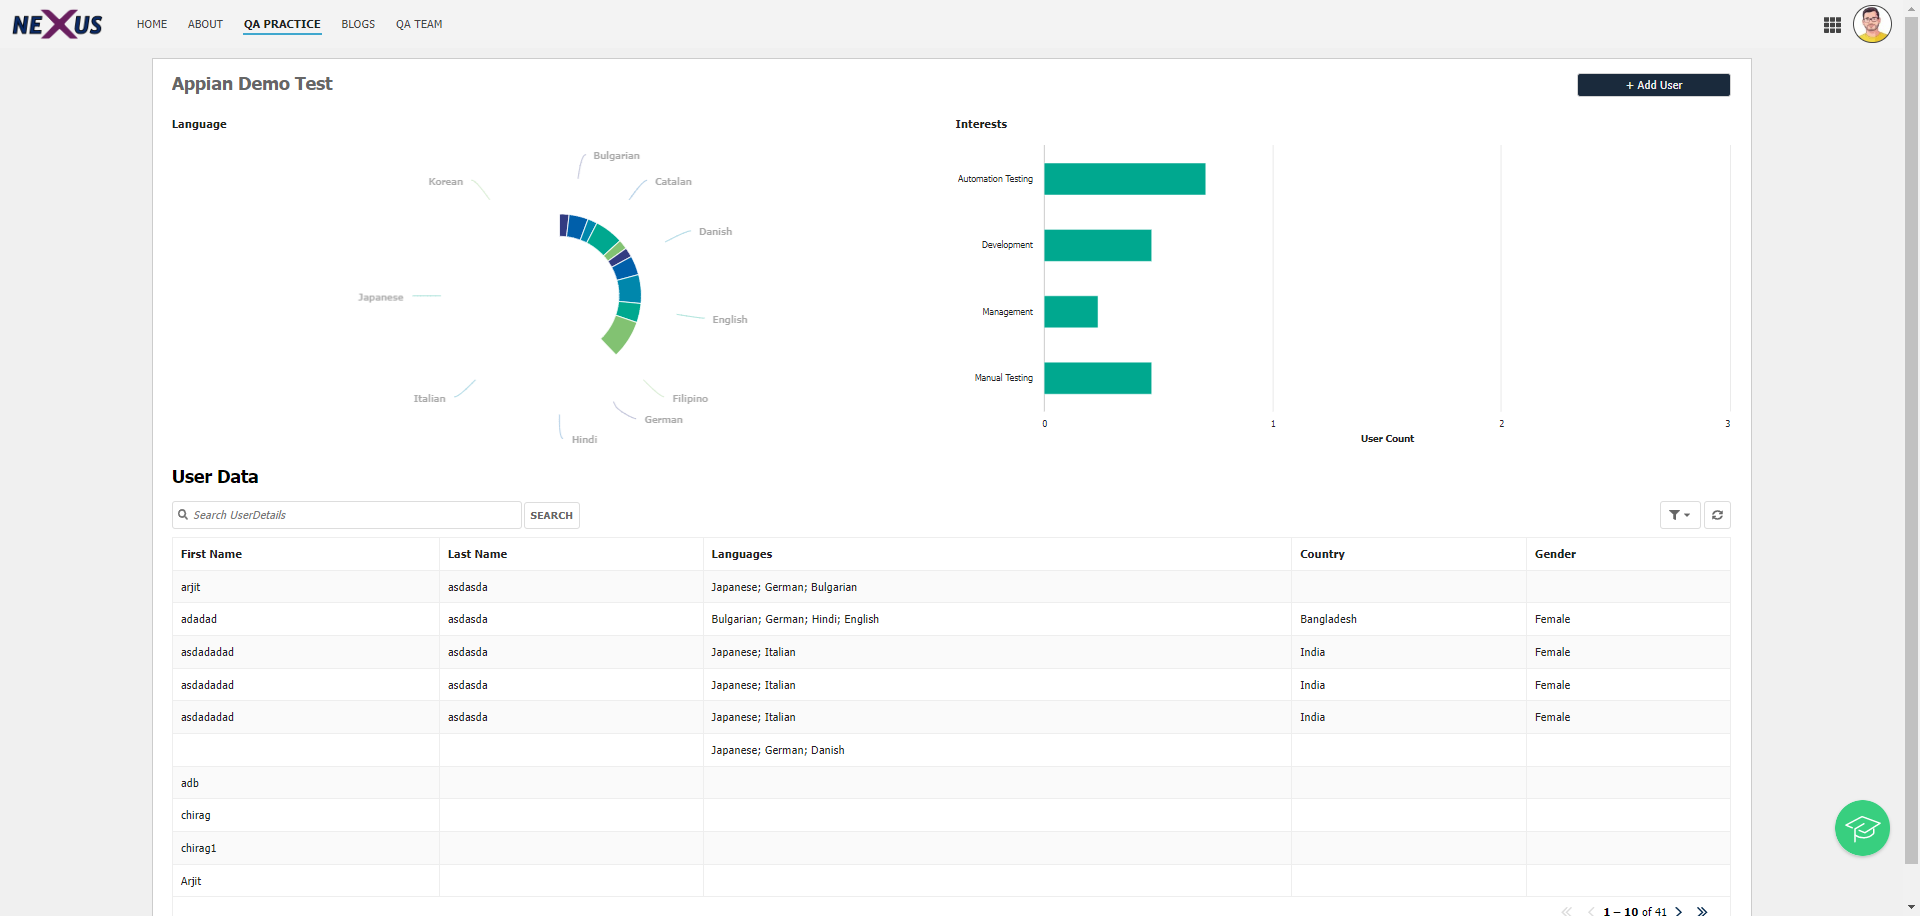 NEXUS HOME ABOUT QA PRACTICE BLOGS QA TEAM
Appian Demo Test
+ Add User
Language
Bulgarian
Korean
Catalan
Danish
Japanese
English
Italian
Filipino
German
Hindi
Interests
Automation Testing
Development
Management
Manual Testing
0 1 2 3
User Count
User Data
Search UserDetails SEARCH
First Name Last Name Languages Country Gender
arjit asdasda Japanese; German; Bulgarian
adadad asdasda Bulgarian; German; Hindi; English Bangladesh Female
asdadadad asdasda Japanese; Italian India Female
asdadadad asdasda Japanese; Italian India Female
asdadadad asdasda Japanese; Italian India Female
Japanese; German; Danish
adb
chirag
chirag1
Arjit
1 – 10 of 41